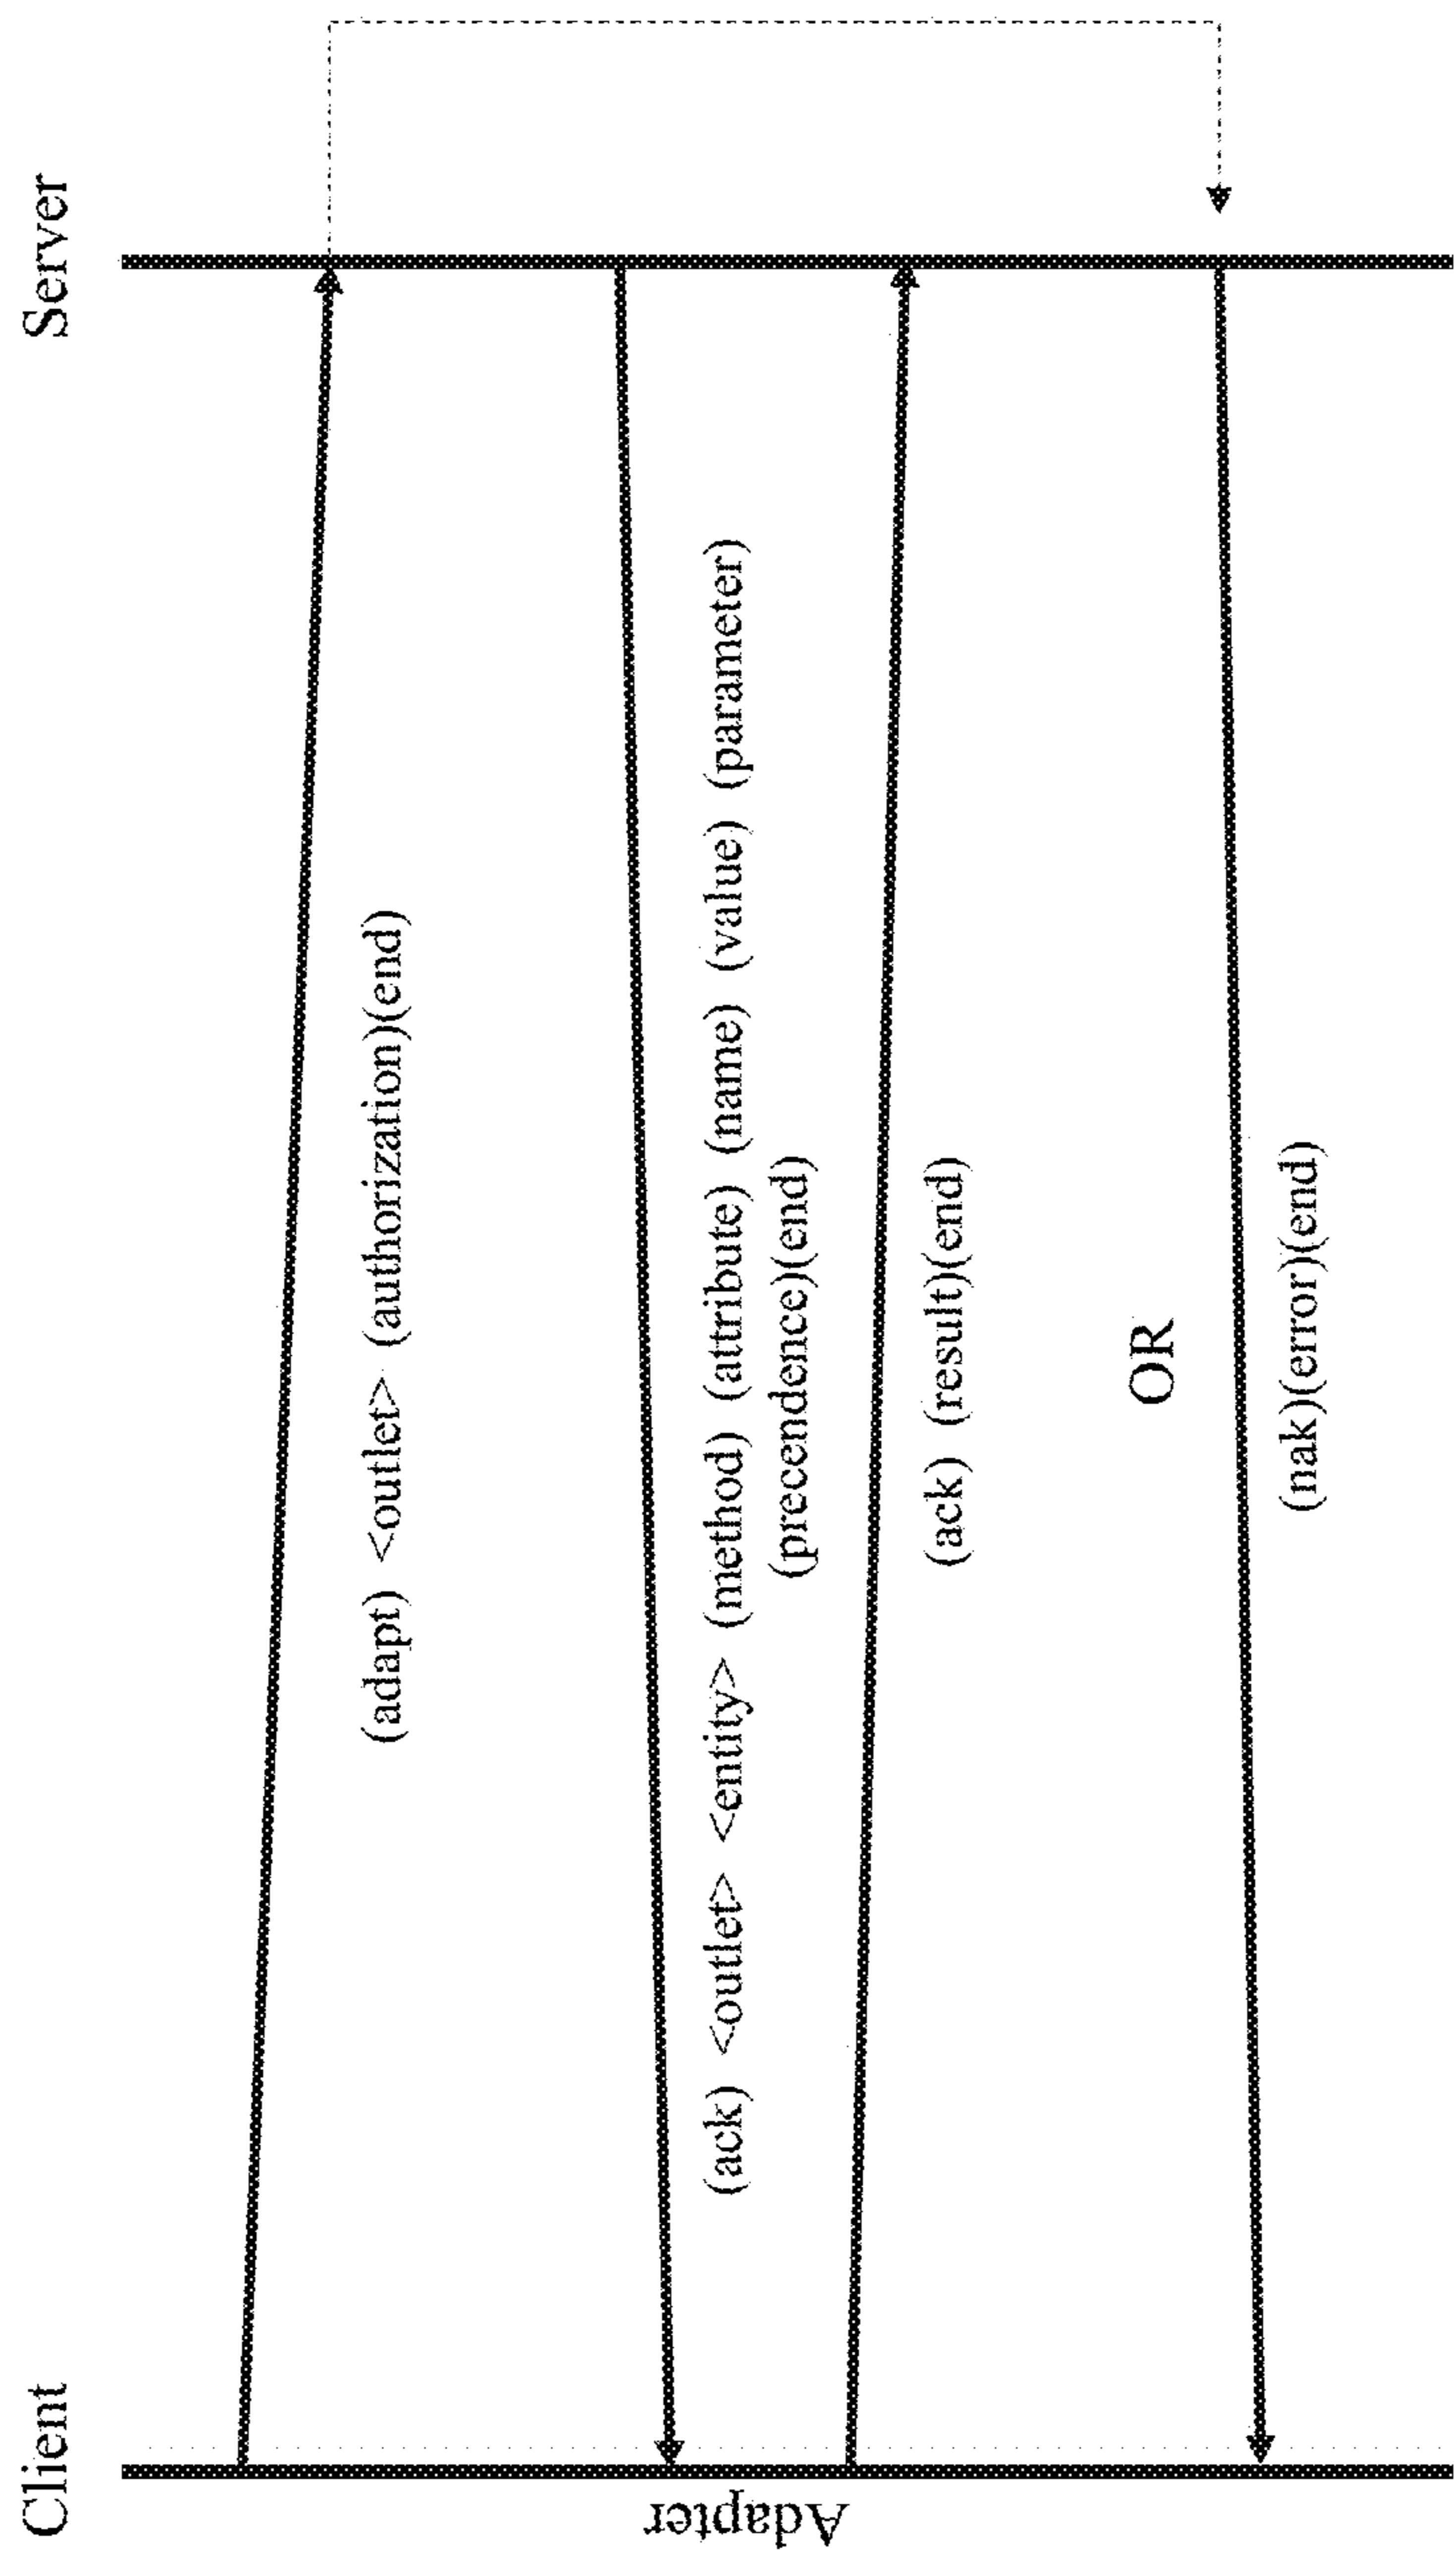 Client
Server
(adapt) <outlet> (authorization)(end)
Adapter
(ack) <outlet> <entity> (method) (attribute) (name) (value) (parameter)
(precendence)(end)
(ack) (result)(end)
OR
(nak)(error)(end)